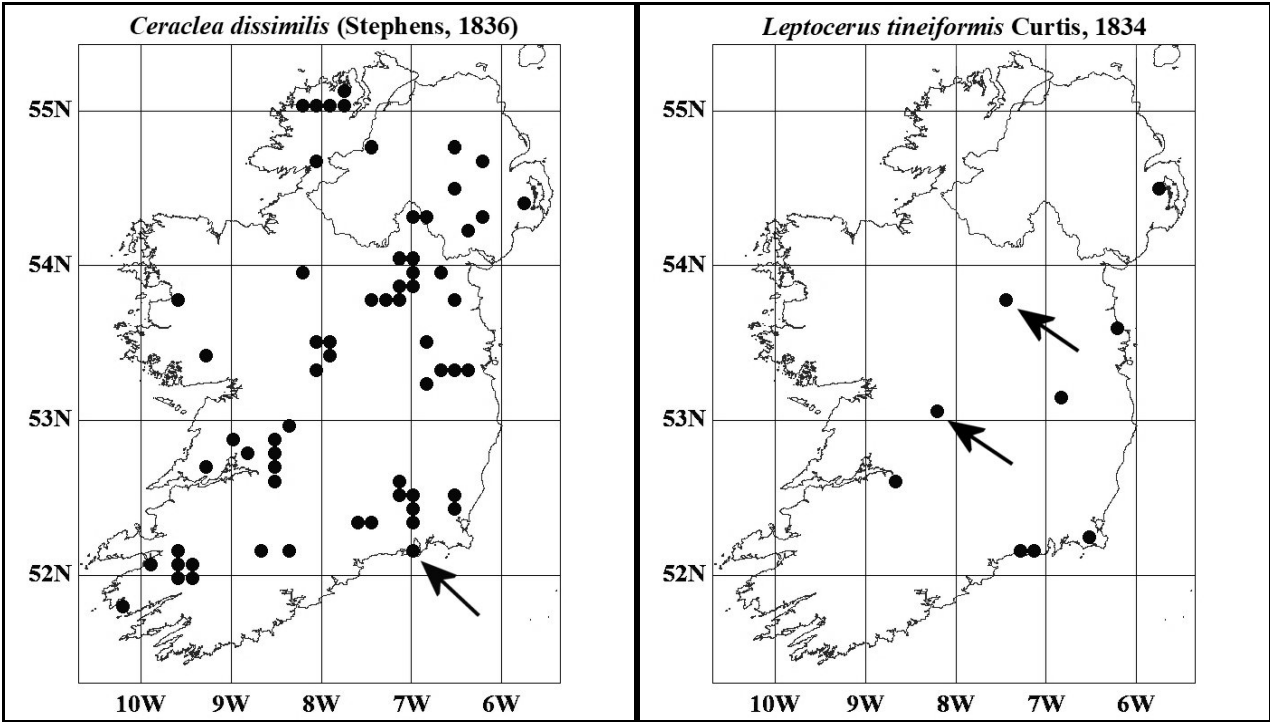 Ceraclea dissimilis (Stephens, 1836)
55N
54N
53N
52N
10W 9W 8W 7W 6W
Leptocerus tineiformis Curtis, 1834
55N
54N
53N
52N
10W 9W 8W 7W 6W